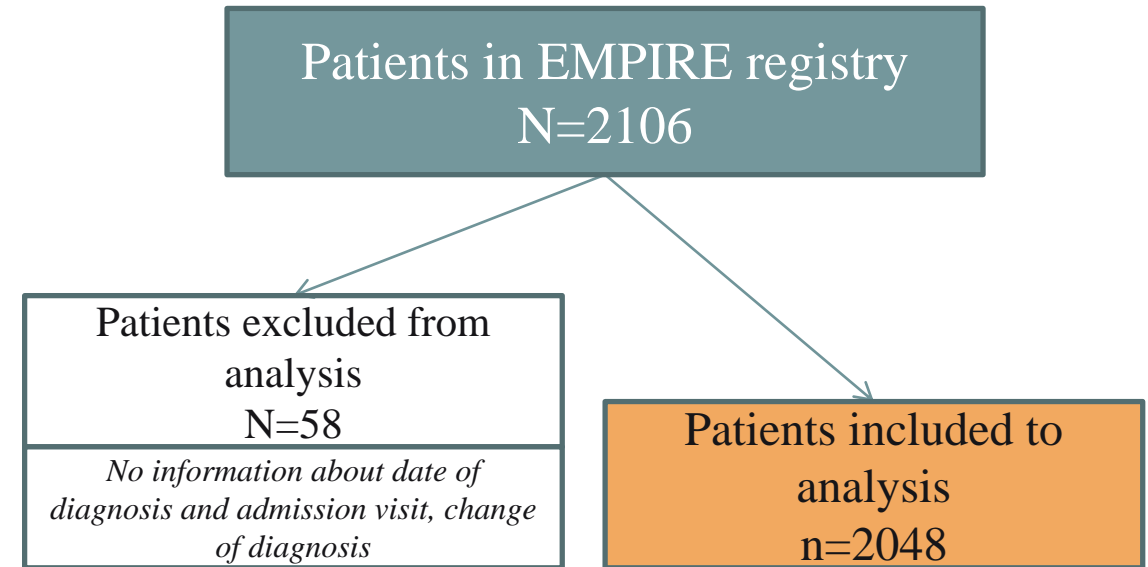 Patients in EMPIRE registry
N=2106
Patients excluded from
analysis
N=58
No information about date of
diagnosis and admission visit, change
of diagnosis
Patients included to
analysis
n=2048